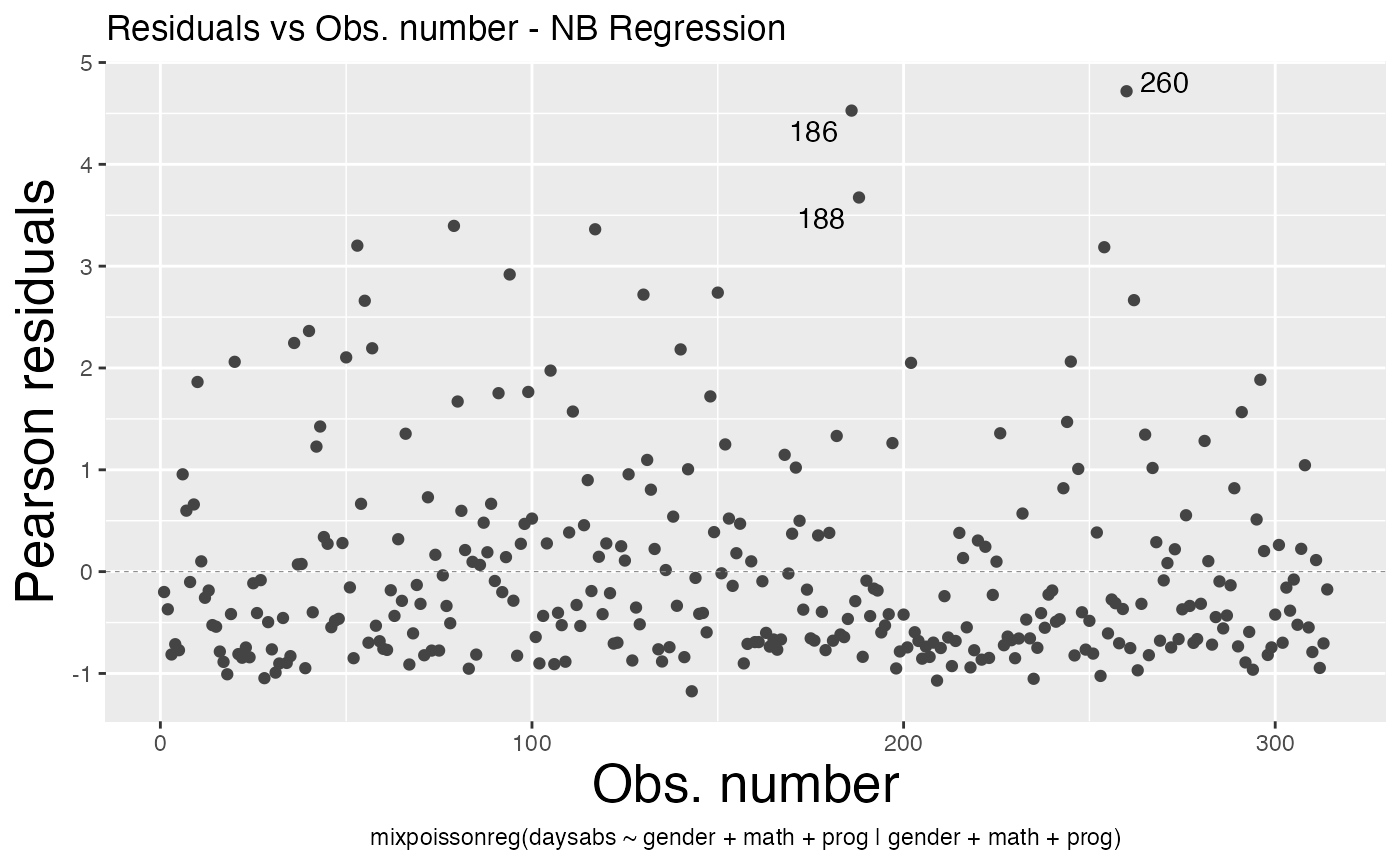 Residuals vs Obs. number - NB Regression
Pearson residuals
5
4
3
2
1
0
-1
260
186
188
0 100 200 300
Obs. number
mixpoissonreg(daysabs ~ gender + math + prog | gender + math + prog)